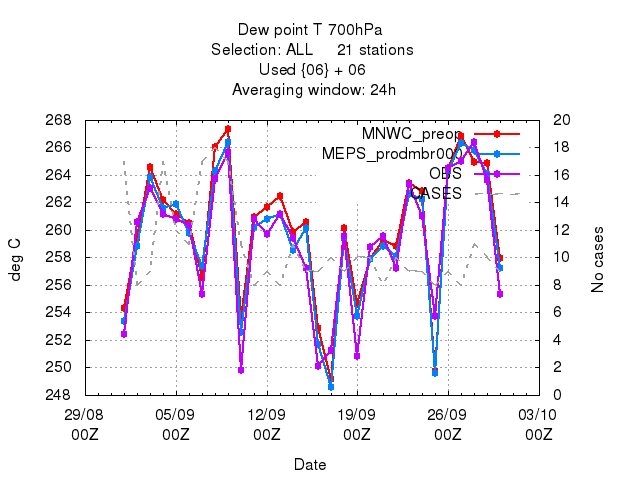 Dew point T 700hPa
Selection: ALL 21 stations
Used {06} + 06
Averaging window: 24h
268 20
266 18
264 16
262 14
260 12
258 10
256 8
254 6
252 4
250 2
248 0
MNWC_preop
MEPS_prodmbr000
OBS
CASES
deg C
No cases
29/08 05/09 12/09 19/09 26/09 03/10
00Z 00Z 00Z 00Z 00Z 00Z
Date